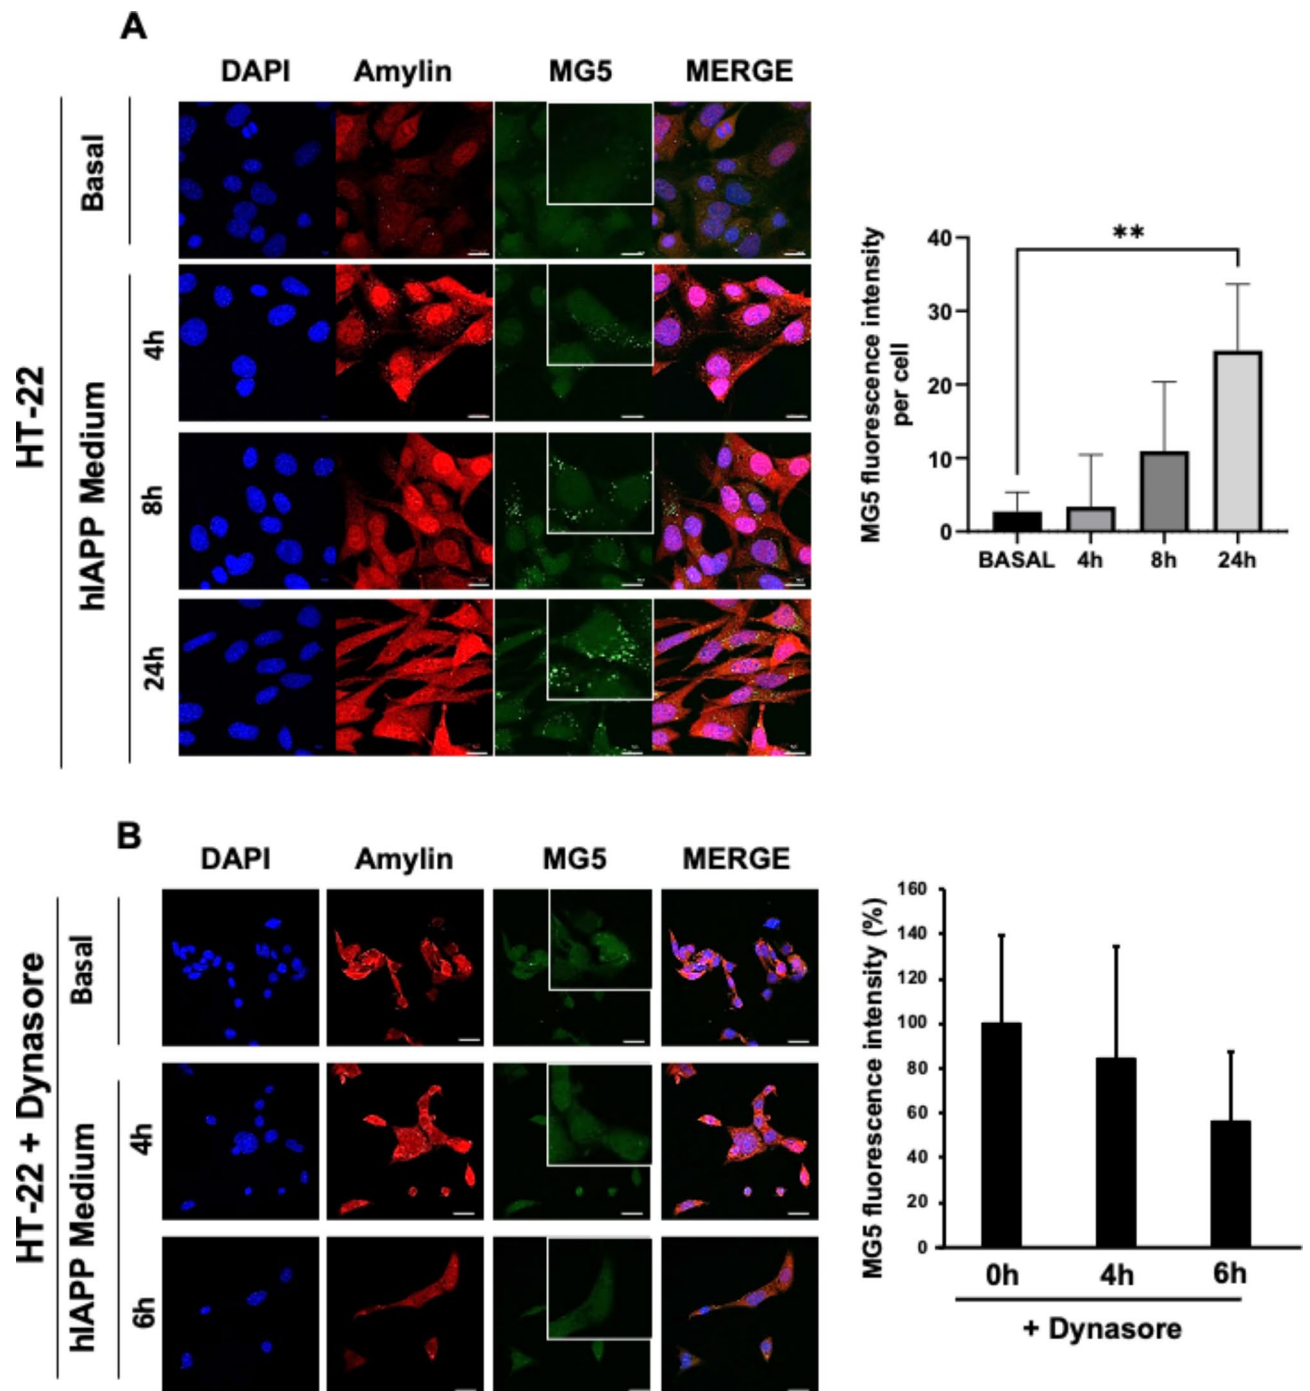 A
DAPI Amylin MG5 MERGE
HT-22
hIAPP Medium
Basal
4h
8h
24h
MG5 fluorescence intensity
per cell
**
40
30
20
10
0
BASAL 4h 8h 24h
B
DAPI Amylin MG5 MERGE
HT-22 + Dynasore
hIAPP Medium
Basal
4h
6h
MG5 fluorescence intensity (%)
160
140
120
100
80
60
40
20
0
0h 4h 6h
+ Dynasore